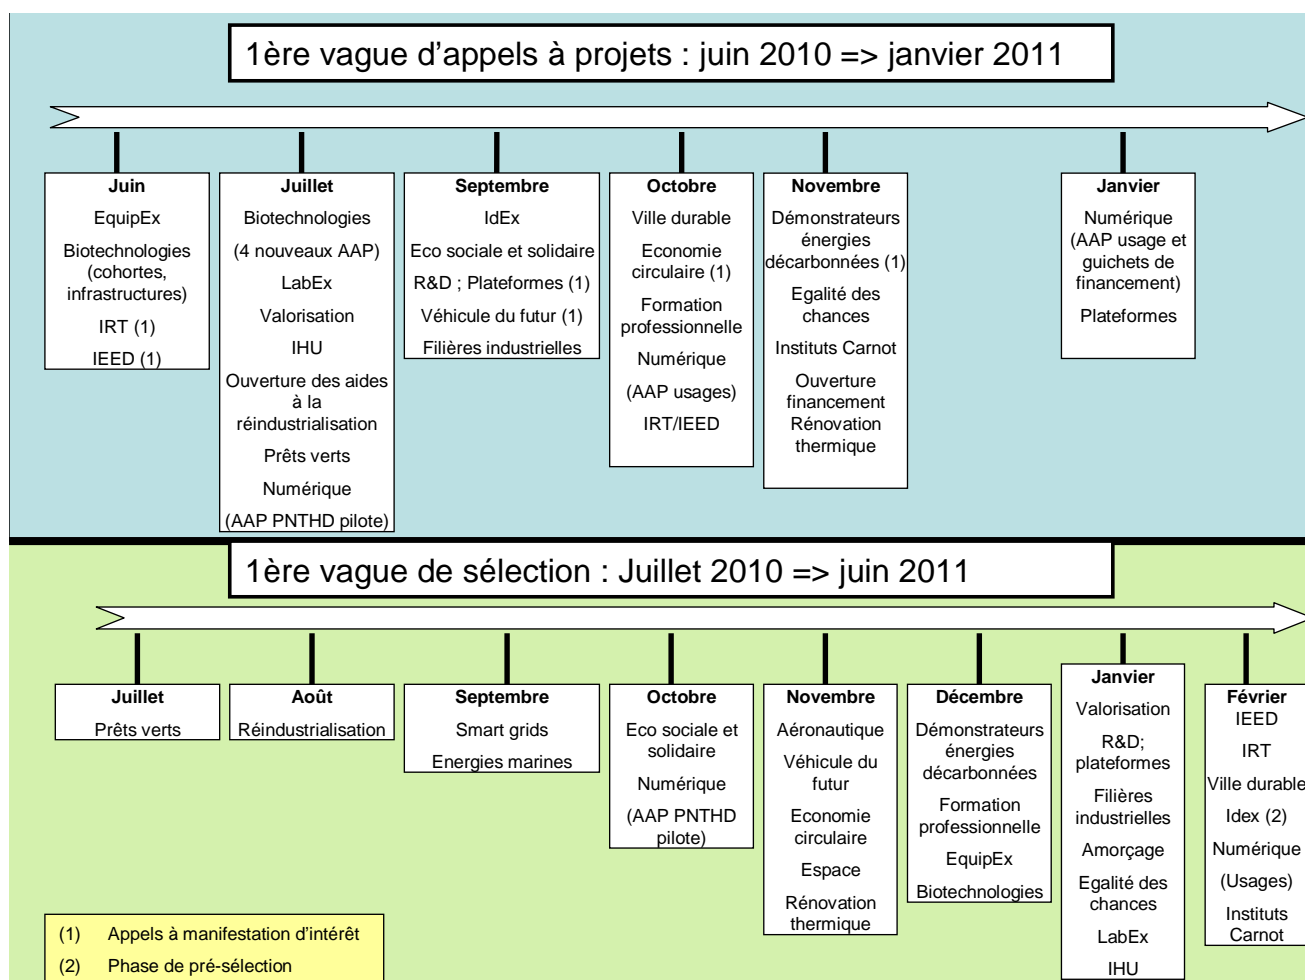 1ère vague d'appels à projets : juin 2010 => janvier 2011
Juin
EquipEx
Biotechnologies
(cohortes,
infrastructures)
IRT (1)
IEED (1)
Juillet
Biotechnologies
(4 nouveaux AAP)
LabEx
Valorisation
IHU
Ouverture des aides
à la
réindustrialisation
Prêts verts
Numérique
(AAP PNTHD pilote)
Septembre
IdEx
Eco sociale et solidaire
R&D ; Plateformes (1)
Véhicule du futur (1)
Filières industrielles
Octobre
Ville durable
Economie
circulaire (1)
Formation
professionnelle
Numérique
(AAP usages)
IRT/IEED
Novembre
Démonstrateurs
énergies
décarbonnées (1)
Egalité des
chances
Instituts Carnot
Ouverture
financement
Rénovation
thermique
Janvier
Numérique
(AAP usage et
guichets de
financement)
Plateformes
1ère vague de sélection : Juillet 2010 => juin 2011
Juillet
Prêts verts
Août
Réindustrialisation
Septembre
Smart grids
Energies marines
Octobre
Eco sociale et
solidaire
Numérique
(AAP PNTHD
pilote)
Novembre
Aéronautique
Véhicule du
futur
Economie
circulaire
Espace
Rénovation
thermique
Décembre
Démonstrateurs
énergies
décarbonnées
Formation
professionnelle
EquipEx
Biotechnologies
Janvier
Valorisation
R&D;
plateformes
Filières
industrielles
Amorçage
Egalité des
chances
LabEx
IHU
Février
IEED
IRT
Ville durable
Idex (2)
Numérique
(Usages)
Instituts
Carnot
(1) Appels à manifestation d'intérêt
(2) Phase de pré-sélection